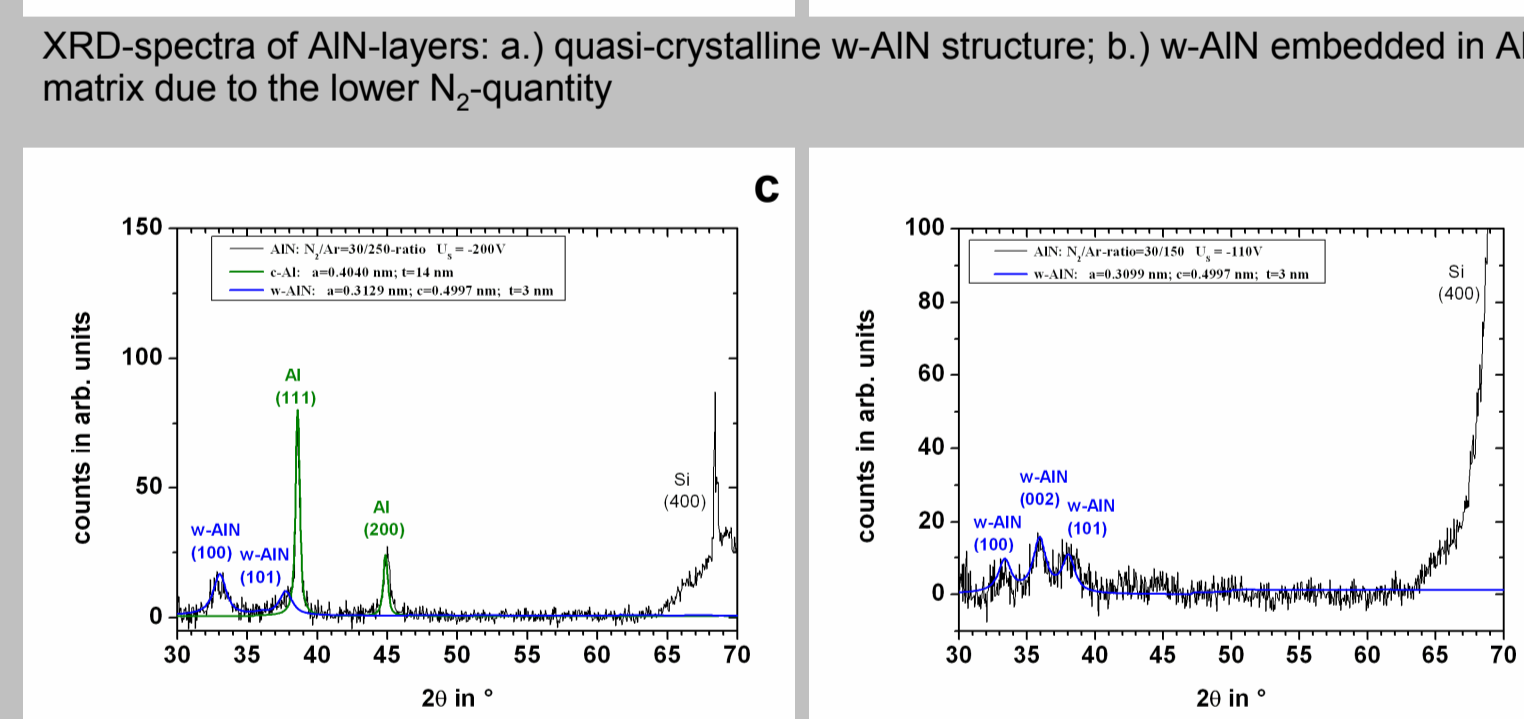 XRD-spectra of AlN-layers: a.) quasi-crystalline w-AlN structure; b.) w-AlN embedded in Al
matrix due to the lower N₂-quantity
c
150
100
50
0
counts in arb. units
AlN: N₂/Ar=30/250-ratio Uₛ = -200V
c-Al: a=0.4040 nm; t=14 nm
w-AlN: a=0.3129 nm; c=0.4997 nm; t=3 nm
Al
(111)
Al
(200)
w-AlN
(100)
w-AlN
(101)
Si
(400)
30 35 40 45 50 55 60 65 70
2θ in °
100
80
60
40
20
0
counts in arb. units
AlN: N₂/Ar-ratio=30/150 Uₛ = -110V
w-AlN: a=0.3099 nm; c=0.4997 nm; t=3 nm
Si
(400)
w-AlN
(002)
w-AlN
(101)
w-AlN
(100)
30 35 40 45 50 55 60 65 70
2θ in °